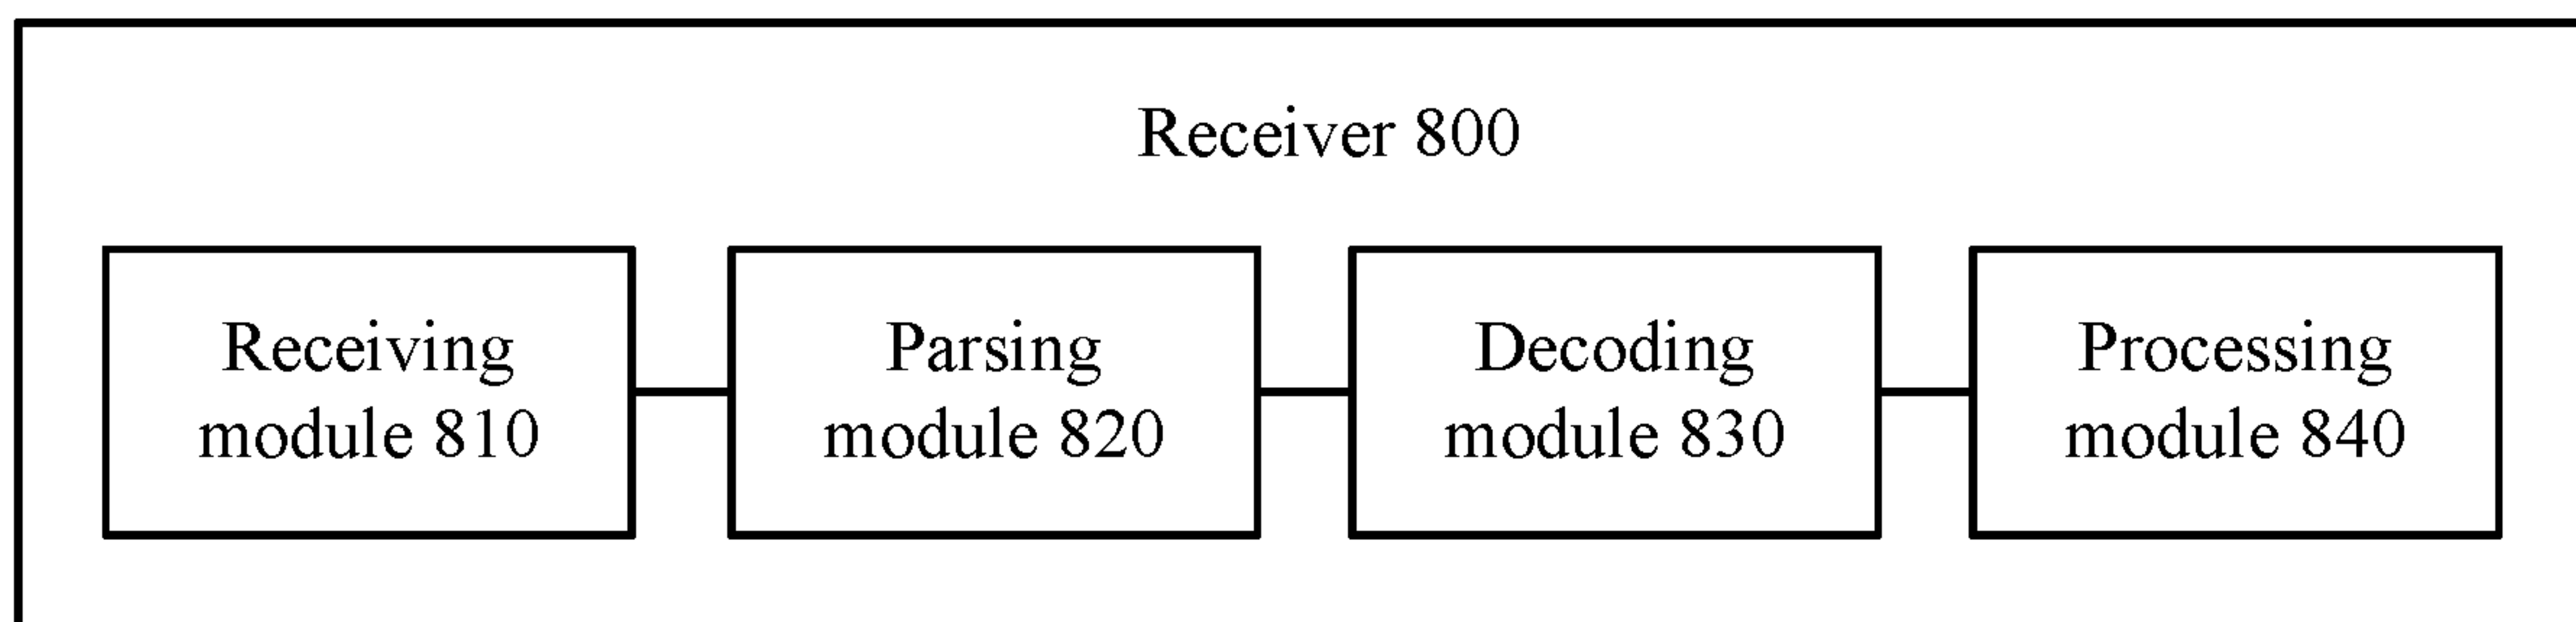 Receiver 800
Receiving
module 810
Parsing
module 820
Decoding
module 830
Processing
module 840